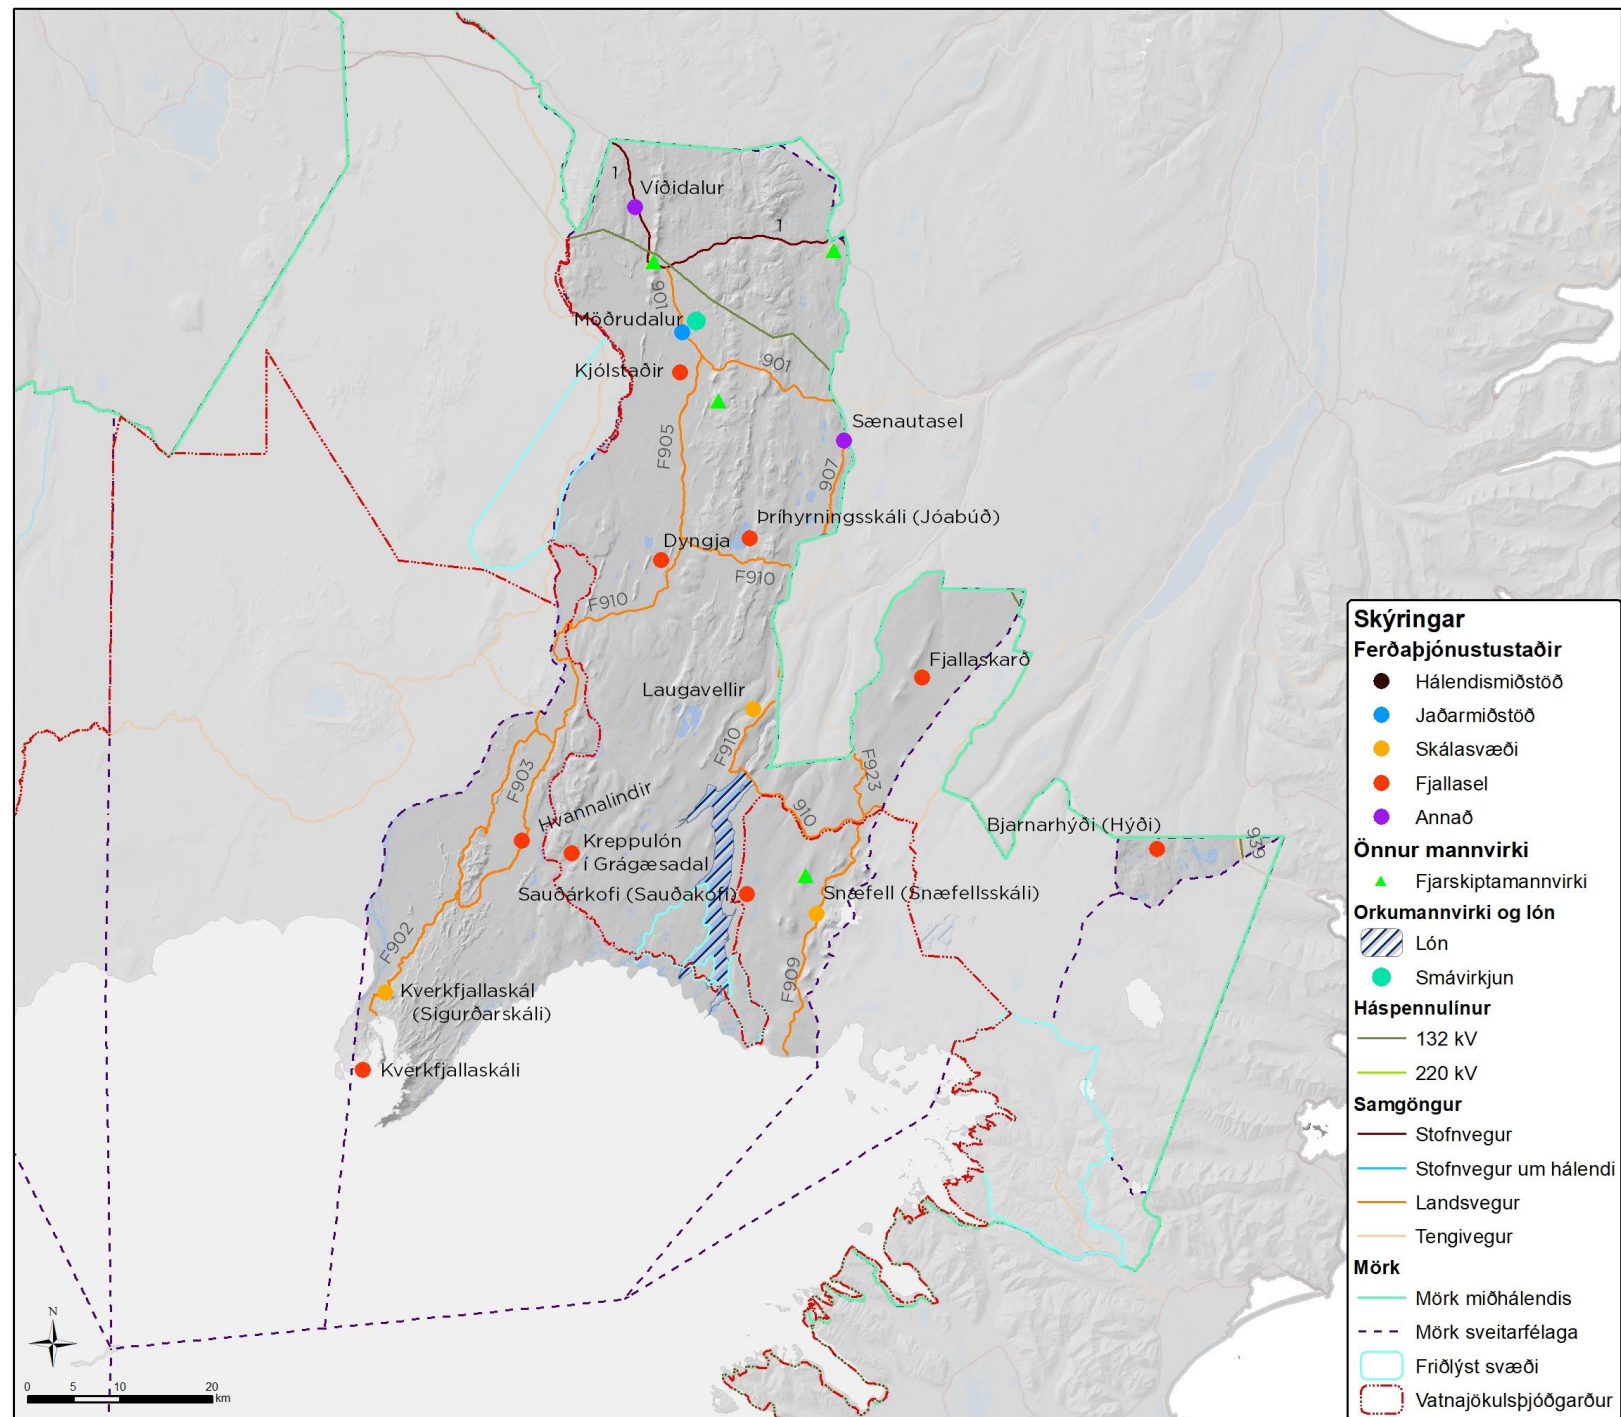 1
Víðidalur
1
901
Möðrudalur
901
Kjólstaðir
Sænautasel
F905
907
Þríhyrningsskáli (Jóabúð)
Dyngja
F910
F910
Fjallaskarð
Laugavellir
F910
F923
F903
910
Hvannalindir
Bjarnarhýði (Hýði)
939
Kreppulón
í Grágæsadal
Sauðárkofi (Sauðakofi)
Snæfell (Snæfellsskáli)
F902
F909
Kverkfjallaskál
(Sigurðarskáli)
Kverkfjallaskáli
N
0 5 10 20
km
Skýringar
Ferðaþjónustustaðir
Hálendismiðstöð
Jaðarmiðstöð
Skálasvæði
Fjallasel
Annað
Önnur mannvirki
Fjarskiptamannvirki
Orkumannvirki og lón
Lón
Smávirkjun
Háspennulínur
132 kV
220 kV
Samgöngur
Stofnvegur
Stofnvegur um hálendi
Landsvegur
Tengivegur
Mörk
Mörk miðhálendis
Mörk sveitarfélaga
Friðlýst svæði
Vatnajökulsþjóðgarður